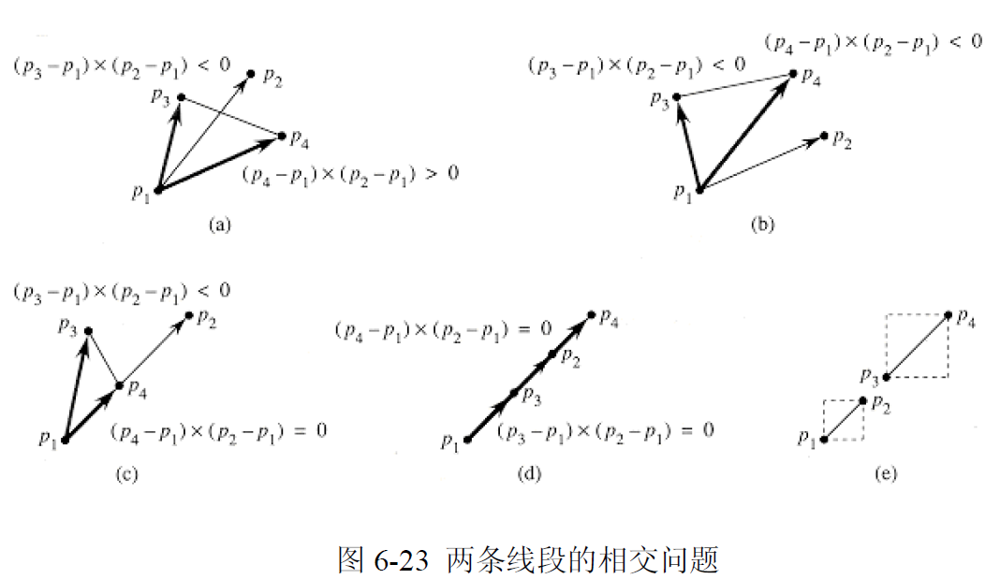 (p₃−p₁)×(p₂−p₁) < 0
p₂
p₃
p₄
(p₄−p₁)×(p₂−p₁) > 0
p₁
(a)
(p₄−p₁)×(p₂−p₁) < 0
(p₃−p₁)×(p₂−p₁) < 0
p₄
p₃
p₂
p₁
(b)
(p₃−p₁)×(p₂−p₁) < 0
p₂
p₃
p₄
p₁
(p₄−p₁)×(p₂−p₁) = 0
(c)
p₄
(p₄−p₁)×(p₂−p₁) = 0
p₂
p₃
p₁
(p₃−p₁)×(p₂−p₁) = 0
(d)
p₄
p₃
p₂
p₁
(e)
图 6-23 两条线段的相交问题